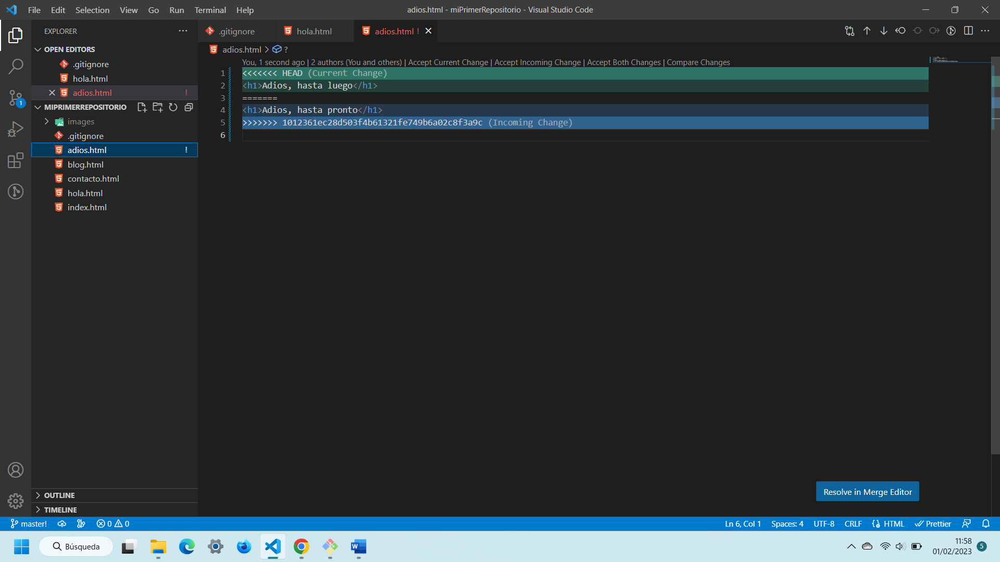 File Edit Selection View Go Run Terminal Help
adios.html - miPrimerRepositorio - Visual Studio Code
EXPLORER
OPEN EDITORS
.gitignore
hola.html
adios.html !
MIPRIMERREPOSITORIO
images
.gitignore
adios.html !
blog.html
contacto.html
hola.html
index.html
OUTLINE
TIMELINE
1
.gitignore
hola.html
adios.html !
adios.html > ?
You, 1 second ago | 2 authors (You and others) | Accept Current Change | Accept Incoming Change | Accept Both Changes | Compare Changes
1 <<<<<<< HEAD (Current Change)
2 <h1>Adios, hasta luego</h1>
3 =======
4 <h1>Adios, hasta pronto</h1>
5 >>>>>>> 1012361ec28d503f4b61321fe749b6a02c8f3a9c (Incoming Change)
6
Resolve in Merge Editor
master! 0 0
Ln 6, Col 1 Spaces: 4 UTF-8 CRLF HTML Prettier
Búsqueda
11:58
01/02/2023
5